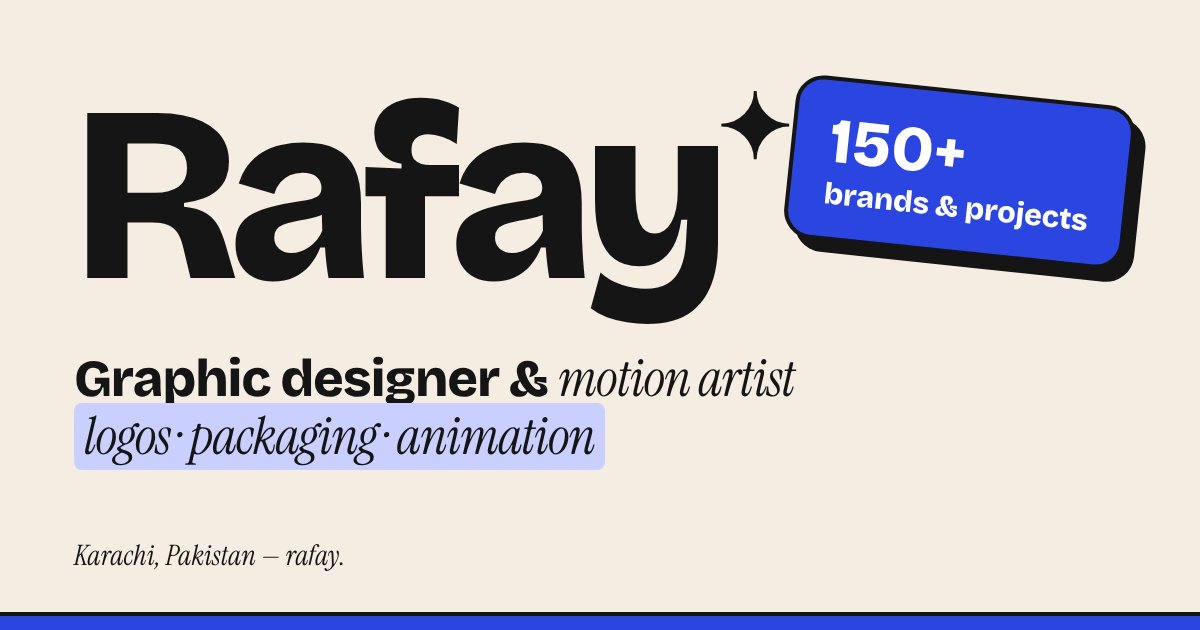 Rafay
150+
brands & projects
Graphic designer & motion artist
logos · packaging · animation
Karachi, Pakistan — rafay.